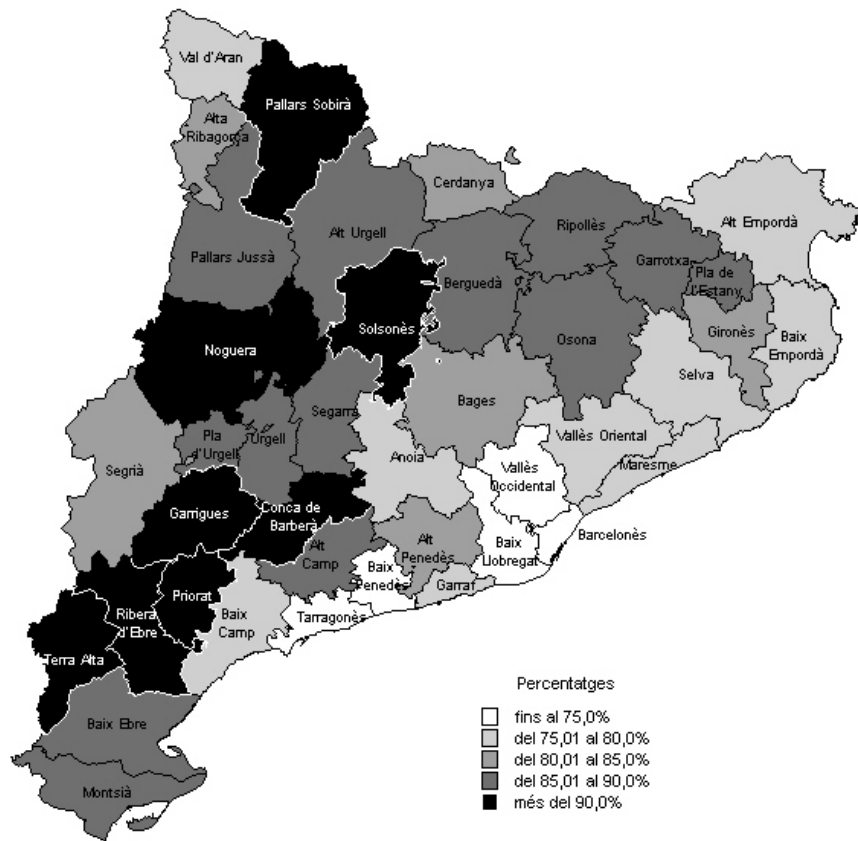 Val d'Aran
Pallars Sobirà
Alta
Ribagorça
Cerdanya
Alt Empordà
Ripollès
Alt Urgell
Pallars Jussà
Garrotxa
Pla de
l'Estany
Berguedà
Solsonès
Gironès
Baix
Empordà
Osona
Noguera
Selva
Segarra
Bages
Vallès Oriental
Pla
d'Urgell
Urgell
Anoia
Maresme
Segrià
Vallès
Occidental
Garrigues
Conca de
Barberà
Barcelonès
Alt
Camp
Alt
Penedès
Baix
Llobregat
Baix
Penedès
Garraf
Priorat
Ribera
d'Ebre
Baix
Camp
Tarragonès
Terra Alta
Baix Ebre
Montsià
Percentatges
fins al 75,0%
del 75,01 al 80,0%
del 80,01 al 85,0%
del 85,01 al 90,0%
més del 90,0%